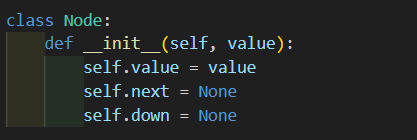 class Node:
    def __init__(self, value):
        self.value = value
        self.next = None
        self.down = None